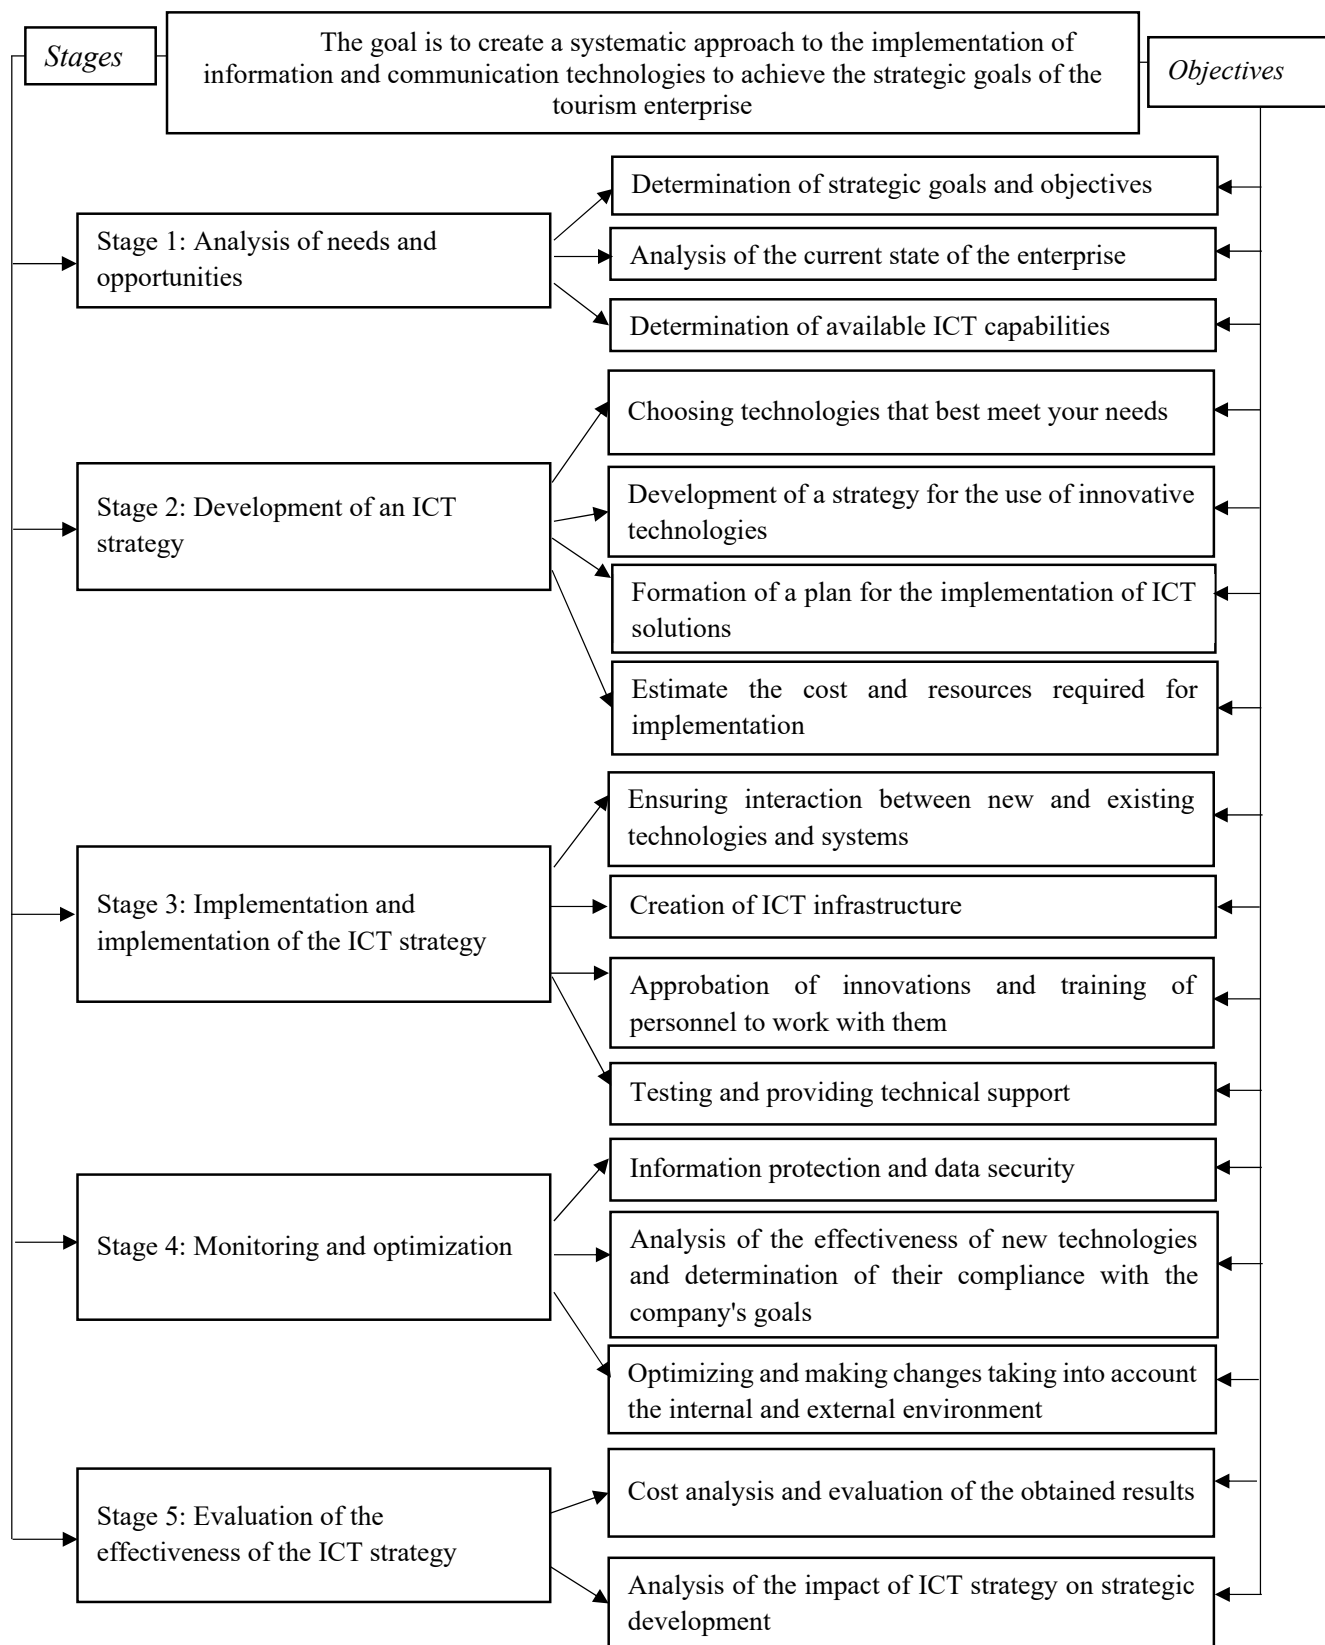 Stages
The goal is to create a systematic approach to the implementation of
information and communication technologies to achieve the strategic goals of the
tourism enterprise
Objectives
Stage 1: Analysis of needs and
opportunities
Determination of strategic goals and objectives
Analysis of the current state of the enterprise
Determination of available ICT capabilities
Stage 2: Development of an ICT
strategy
Choosing technologies that best meet your needs
Development of a strategy for the use of innovative
technologies
Formation of a plan for the implementation of ICT
solutions
Estimate the cost and resources required for
implementation
Stage 3: Implementation and
implementation of the ICT strategy
Ensuring interaction between new and existing
technologies and systems
Creation of ICT infrastructure
Approbation of innovations and training of
personnel to work with them
Testing and providing technical support
Stage 4: Monitoring and optimization
Information protection and data security
Analysis of the effectiveness of new technologies
and determination of their compliance with the
company's goals
Optimizing and making changes taking into account
the internal and external environment
Stage 5: Evaluation of the
effectiveness of the ICT strategy
Cost analysis and evaluation of the obtained results
Analysis of the impact of ICT strategy on strategic
development